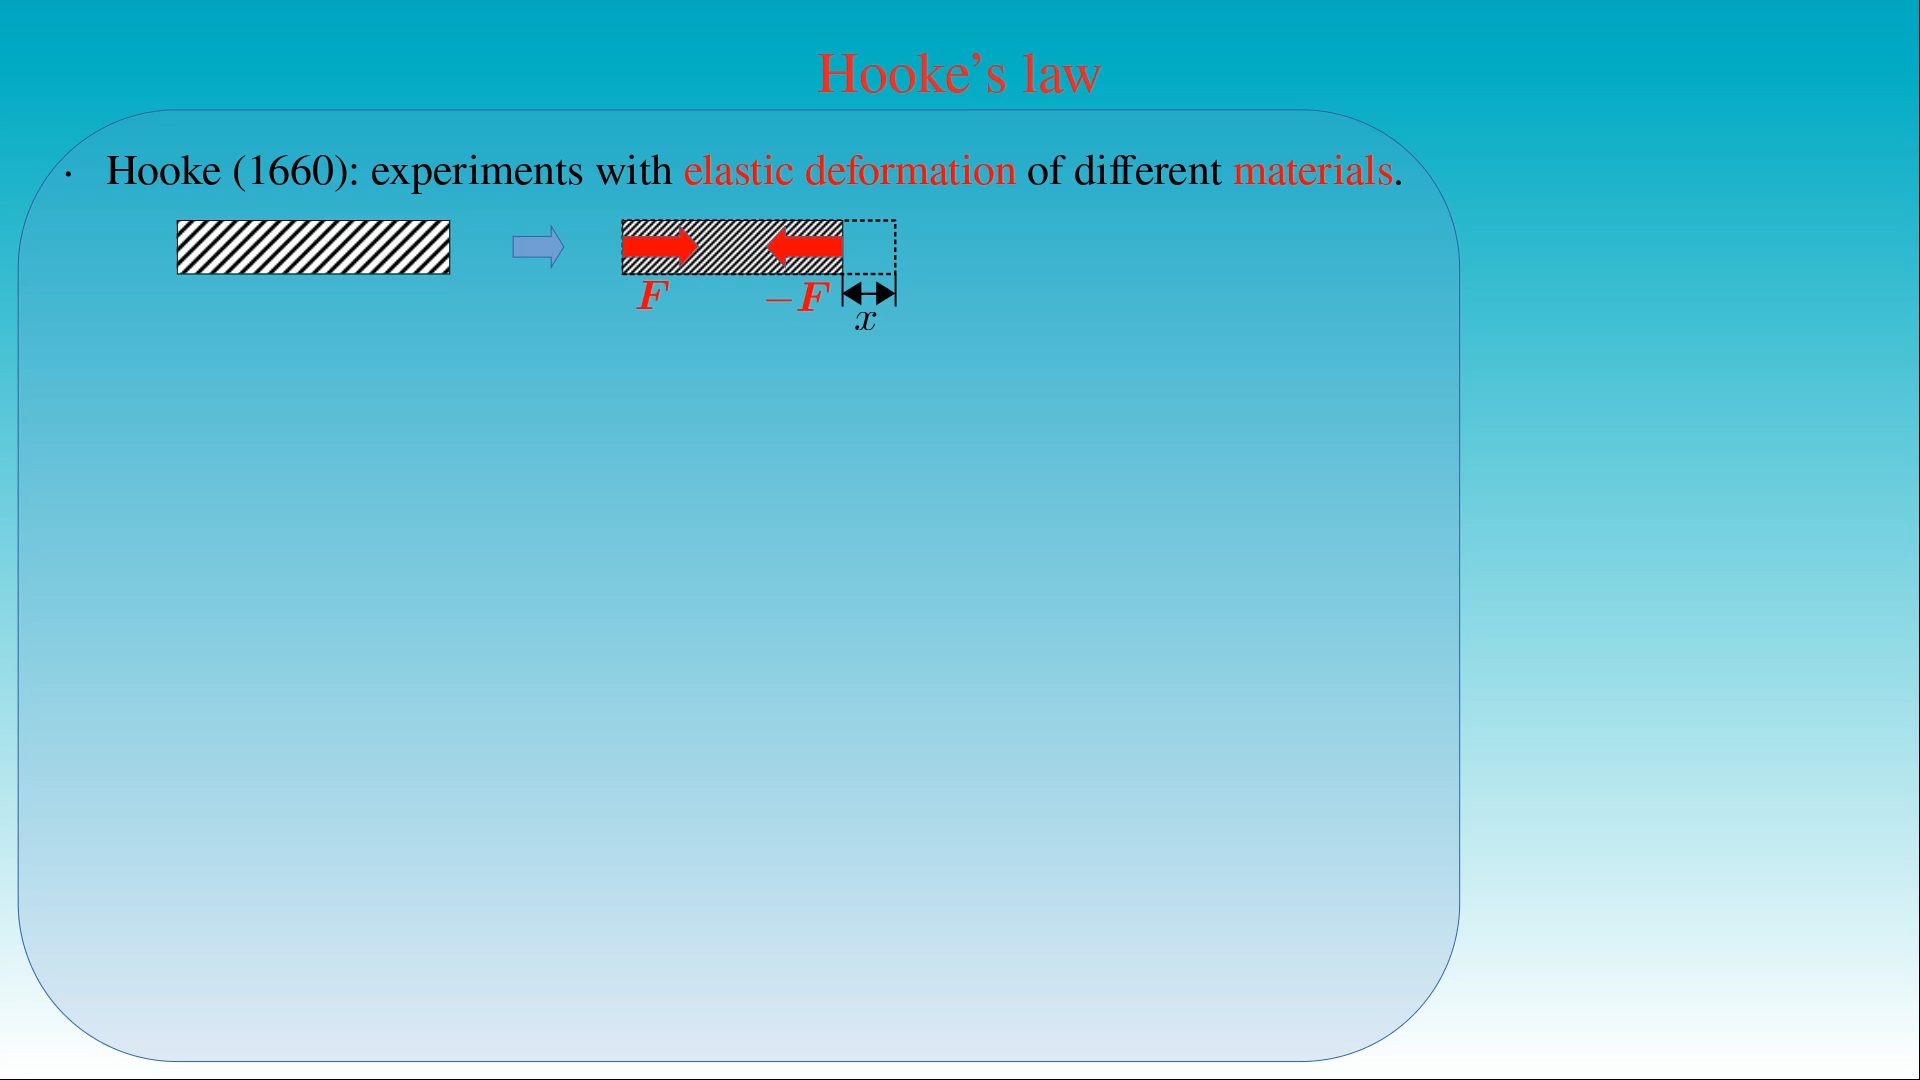 Hooke’s law
· Hooke (1660): experiments with elastic deformation of different materials.
F −F
x